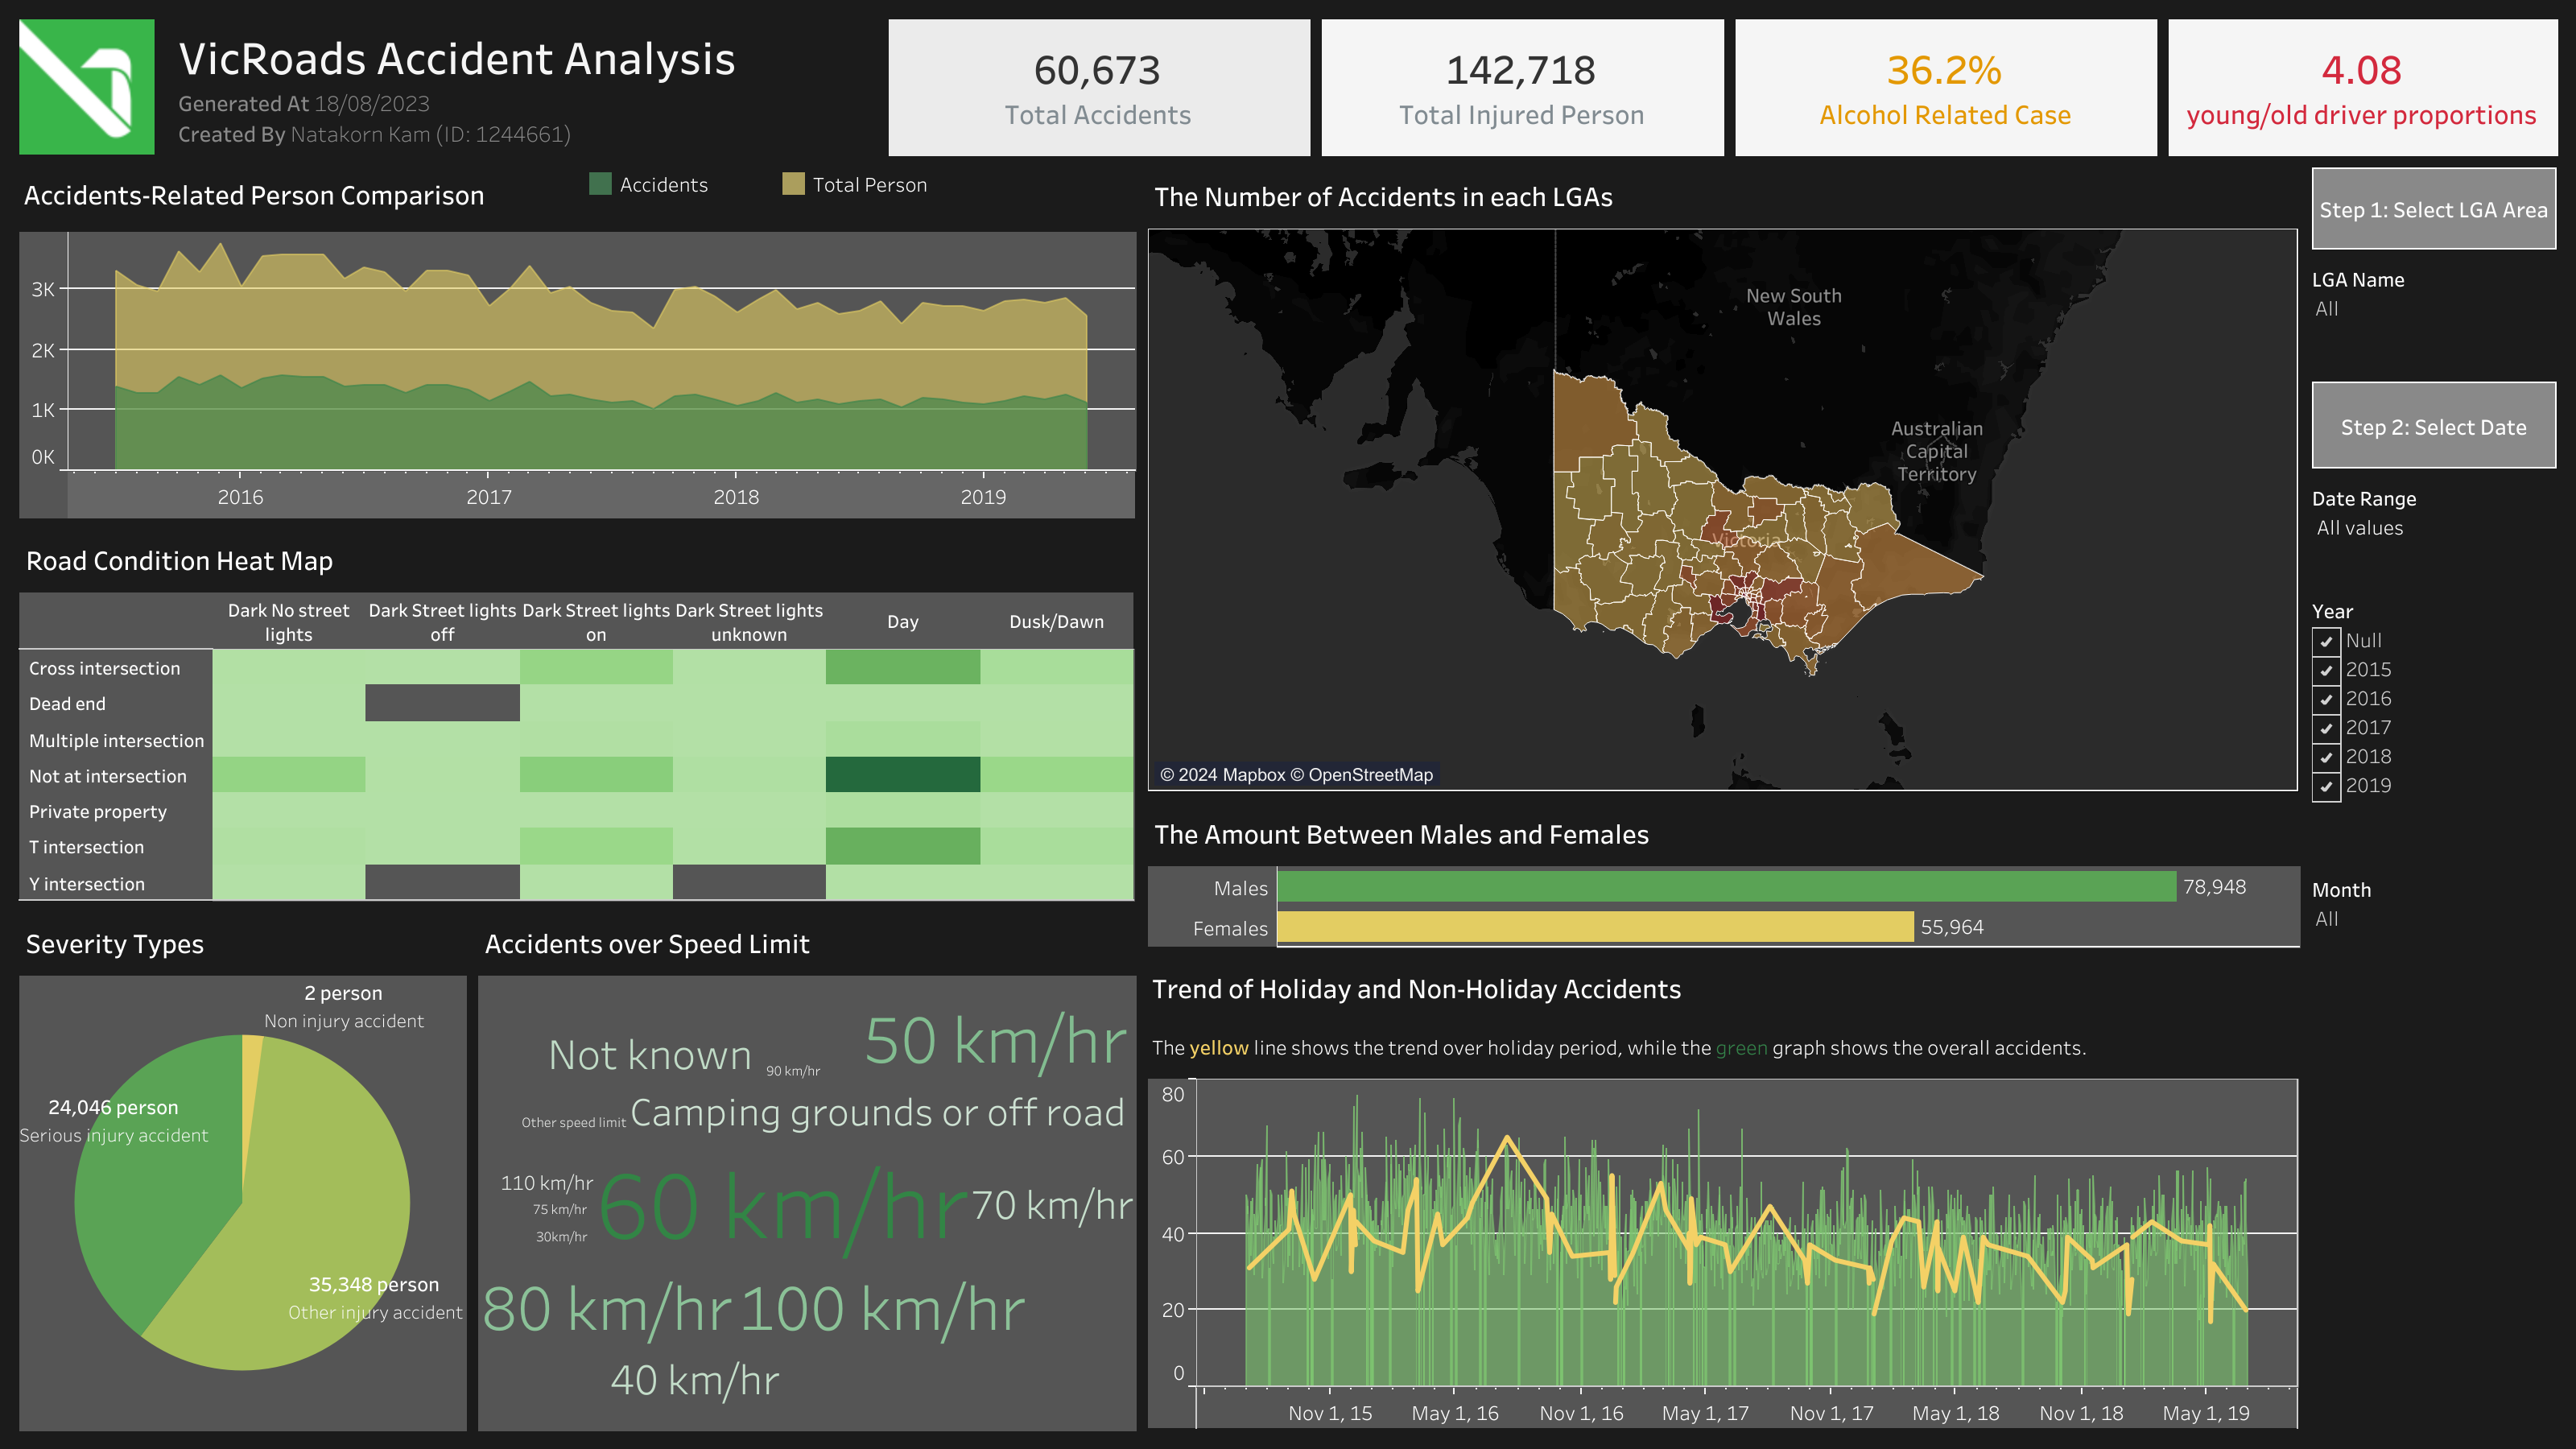 VicRoads Accident Analysis
Generated At 18/08/2023
Created By Natakorn Kam (ID: 1244661)
60,673
Total Accidents
142,718
Total Injured Person
36.2%
Alcohol Related Case
4.08
young/old driver proportions
Accidents-Related Person Comparison
Accidents
Total Person
3K
2K
1K
0K
2016
2017
2018
2019
Road Condition Heat Map
Dark No street
lights
Dark Street lights
off
Dark Street lights
on
Dark Street lights
unknown
Day
Dusk/Dawn
Cross intersection
Dead end
Multiple intersection
Not at intersection
Private property
T intersection
Y intersection
Severity Types
2 person
Non injury accident
24,046 person
Serious injury accident
35,348 person
Other injury accident
Accidents over Speed Limit
Not known
90 km/hr
50 km/hr
Other speed limit
Camping grounds or off road
110 km/hr
75 km/hr
30km/hr
60 km/hr
70 km/hr
80 km/hr
100 km/hr
40 km/hr
The Number of Accidents in each LGAs
New South
Wales
Australian
Capital
Territory
Victoria
© 2024 Mapbox © OpenStreetMap
The Amount Between Males and Females
Males
78,948
Females
55,964
Trend of Holiday and Non-Holiday Accidents
The yellow line shows the trend over holiday period, while the green graph shows the overall accidents.
80
60
40
20
0
Nov 1, 15
May 1, 16
Nov 1, 16
May 1, 17
Nov 1, 17
May 1, 18
Nov 1, 18
May 1, 19
Step 1: Select LGA Area
LGA Name
All
Step 2: Select Date
Date Range
All values
Year
Null
2015
2016
2017
2018
2019
Month
All